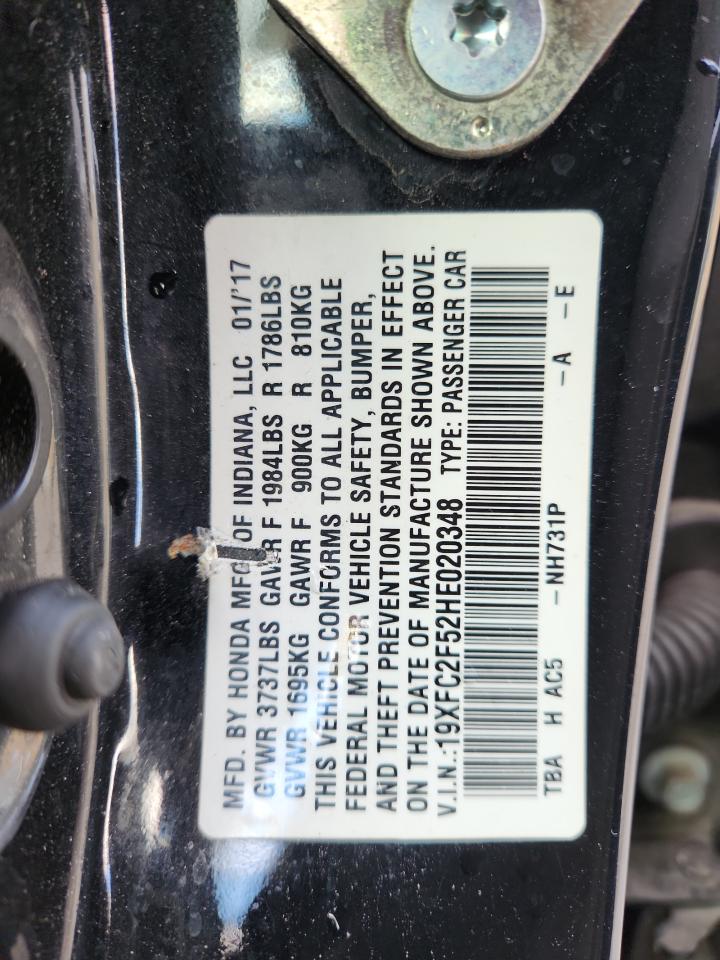 MFD. BY HONDA MFG. OF INDIANA, LLC 01/'17
GVWR 3737LBS GAWR F 1984LBS R 1786LBS
GVWR 1695KG GAWR F 900KG R 810KG
THIS VEHICLE CONFORMS TO ALL APPLICABLE
FEDERAL MOTOR VEHICLE SAFETY, BUMPER,
AND THEFT PREVENTION STANDARDS IN EFFECT
ON THE DATE OF MANUFACTURE SHOWN ABOVE.
V.I.N.:19XFC2F52HE020348 TYPE: PASSENGER CAR
TBA H AC5 -NH731P -A -E